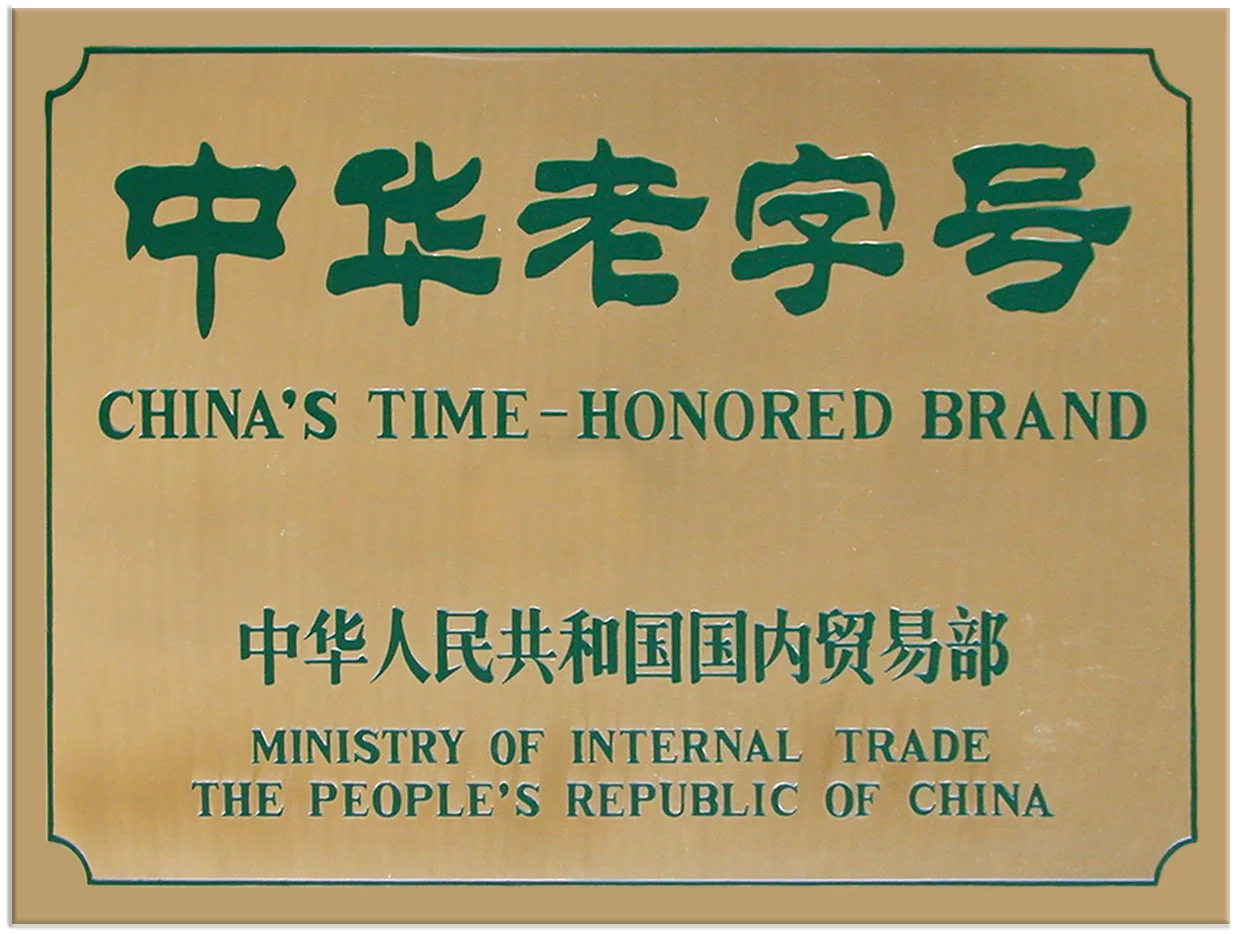 中华老字号
CHINA'S TIME-HONORED BRAND
中华人民共和国国内贸易部
MINISTRY OF INTERNAL TRADE
THE PEOPLE'S REPUBLIC OF CHINA